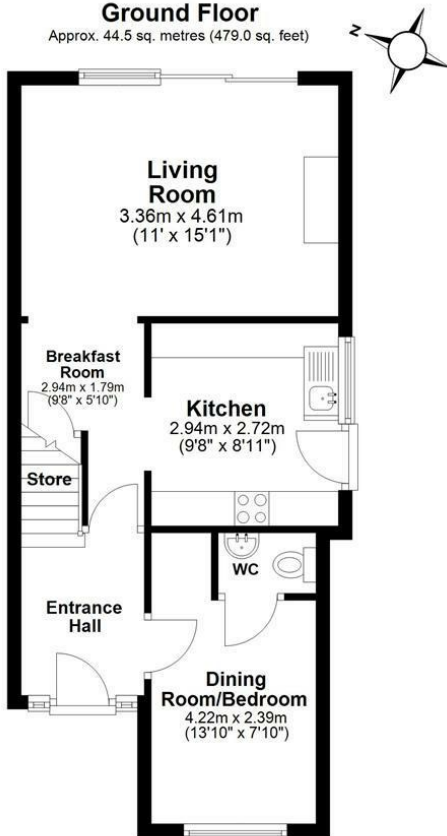 Ground Floor
Approx. 44.5 sq. metres (479.0 sq. feet)
N
Living
Room
3.36m x 4.61m
(11' x 15'1")
Breakfast
Room
2.94m x 1.79m
(9'8" x 5'10")
Kitchen
2.94m x 2.72m
(9'8" x 8'11")
Store
WC
Entrance
Hall
Dining
Room/Bedroom
4.22m x 2.39m
(13'10" x 7'10")